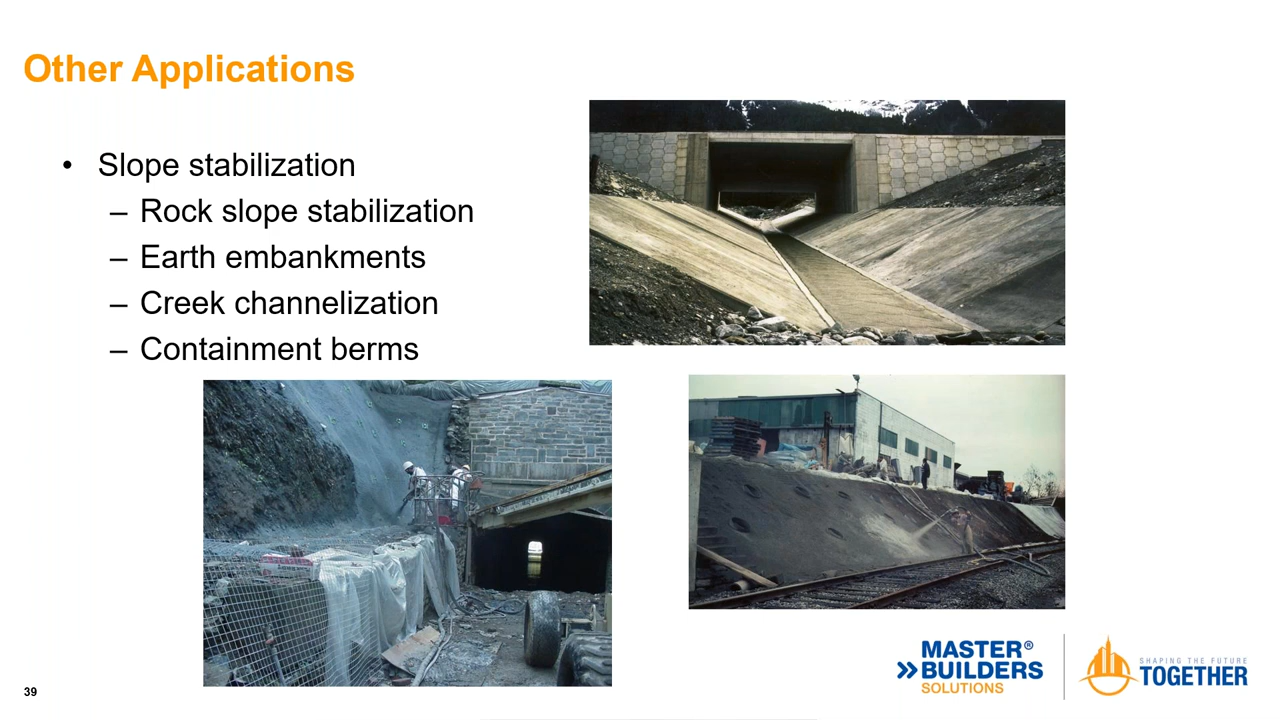 Other Applications
• Slope stabilization
– Rock slope stabilization
– Earth embankments
– Creek channelization
– Containment berms
39
MASTER®
BUILDERS
SOLUTIONS
SHAPING THE FUTURE
TOGETHER